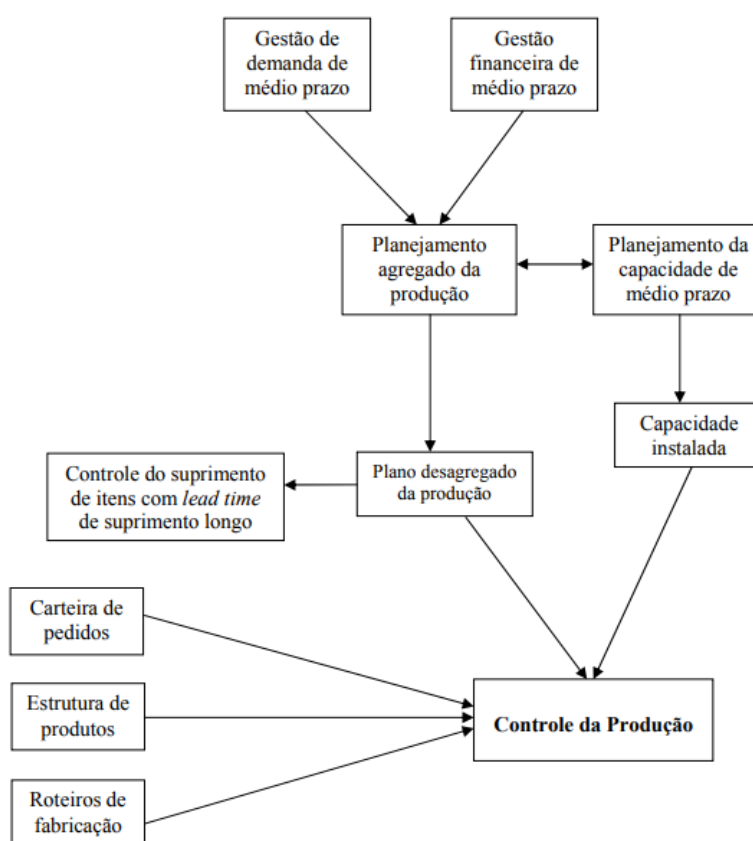 Gestão de
demanda de
médio prazo
Gestão
financeira de
médio prazo
Planejamento
agregado da
produção
Planejamento da
capacidade de
médio prazo
Capacidade
instalada
Controle do suprimento
de itens com lead time
de suprimento longo
Plano desagregado
da produção
Carteira de
pedidos
Estrutura de
produtos
Controle da Produção
Roteiros de
fabricação